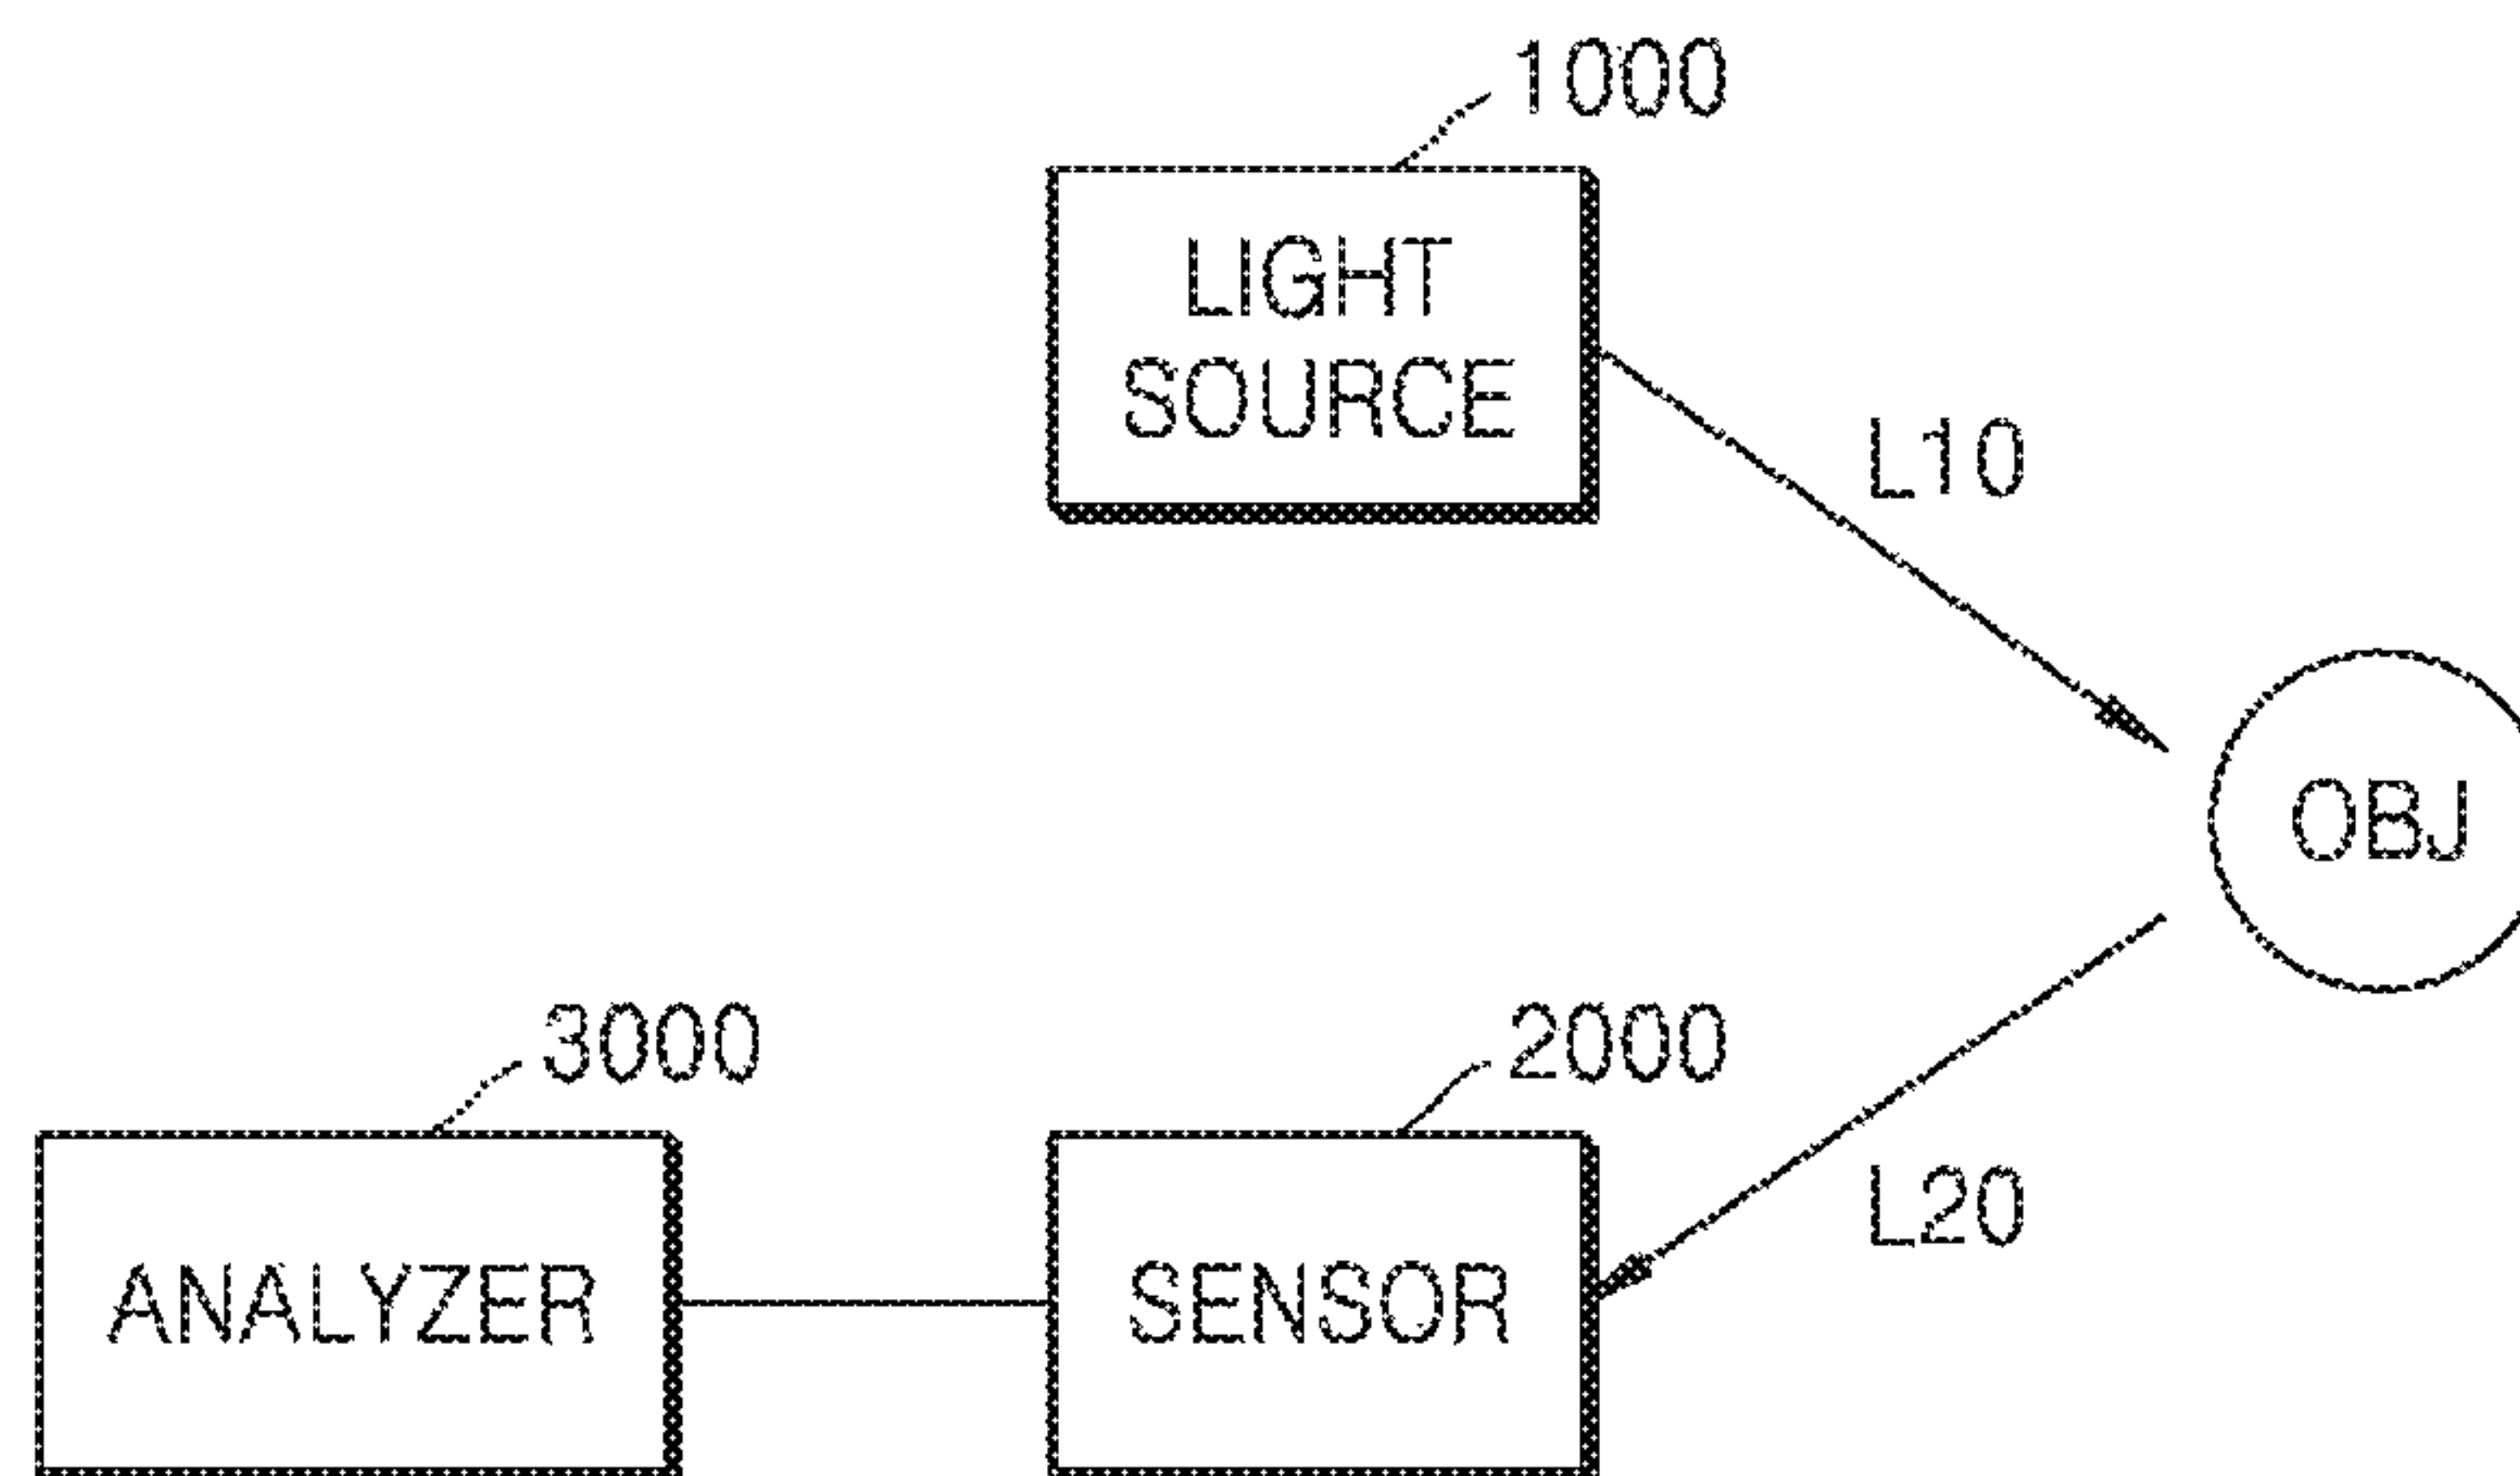 1000
LIGHT
SOURCE
L10
OBJ
3000
2000
L20
ANALYZER
SENSOR